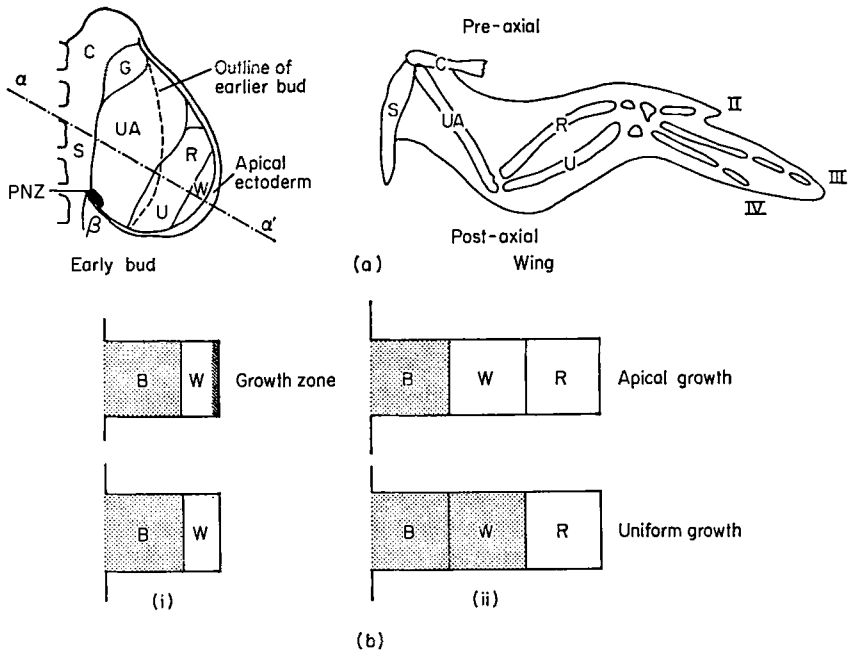 Pre-axial
C
G
α
Outline of
earlier bud
UA
S
R
Apical
ectoderm
W
PNZ
U
β
α'
Early bud
C
S
UA
R
U
II
III
IV
Post-axial
Wing
(a)
B W Growth zone
B W R Apical growth
B W
B W R Uniform growth
(i)
(ii)
(b)